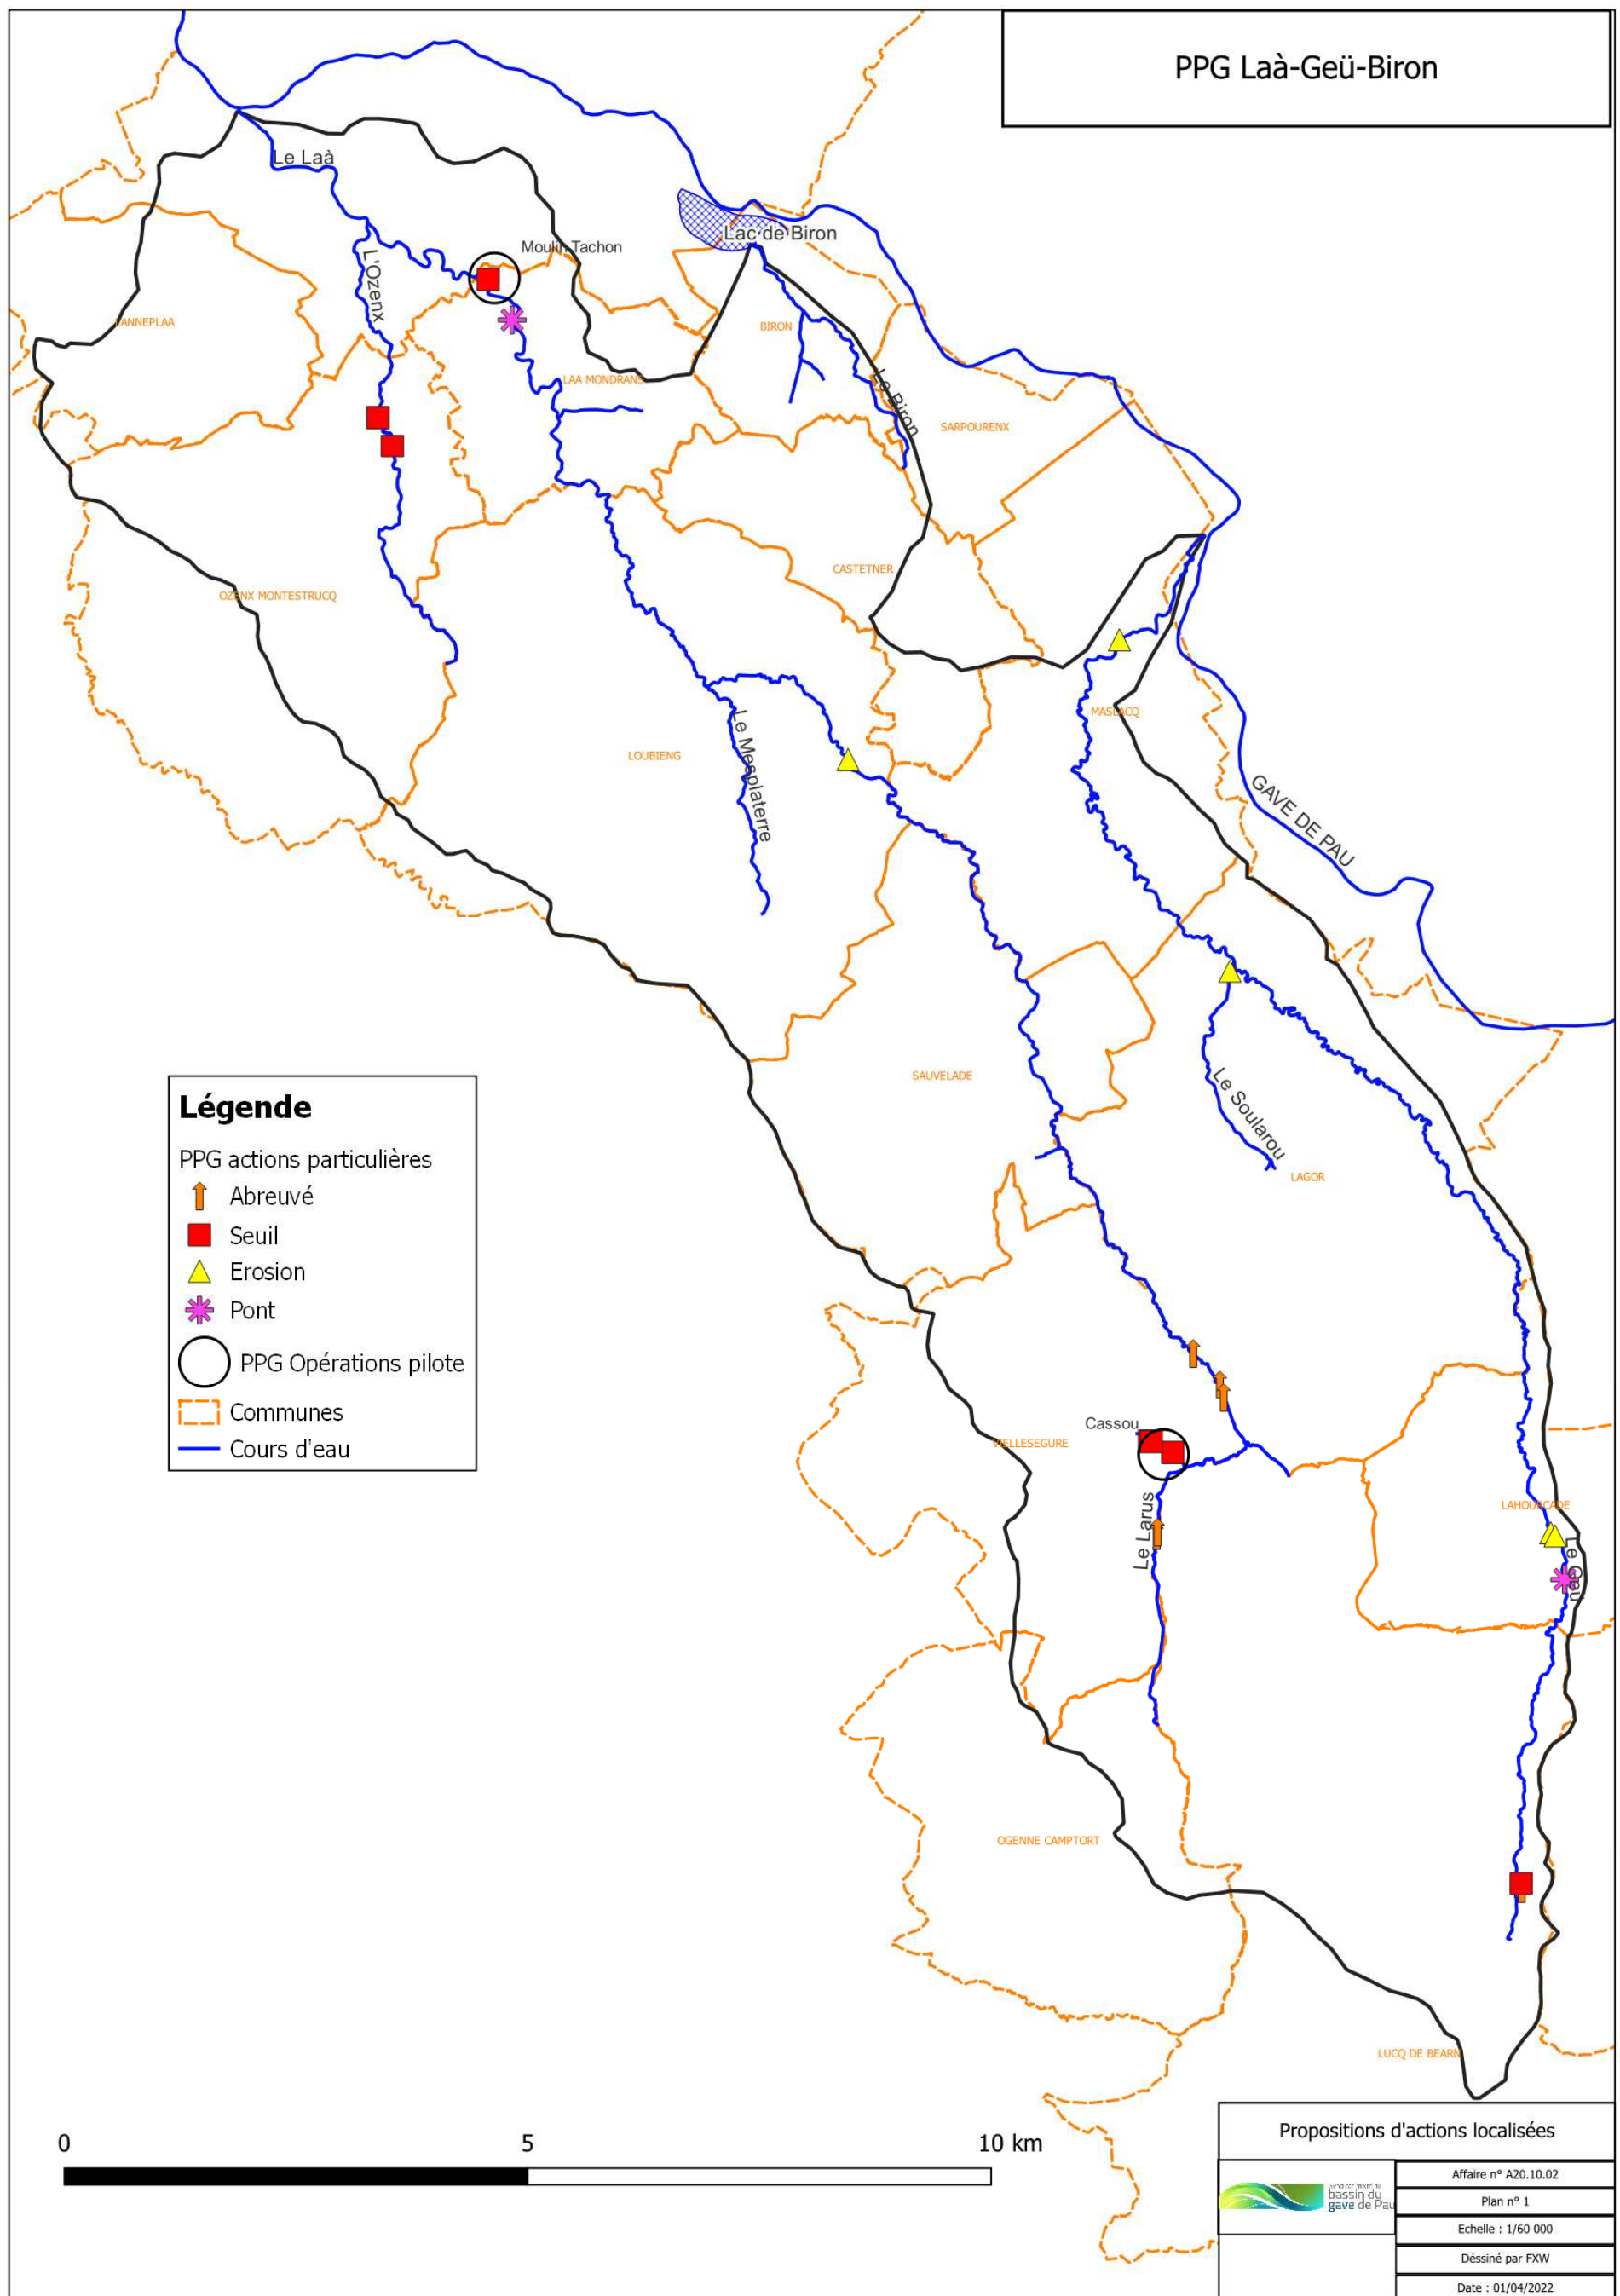 PPG Laà-Geü-Biron
Le Laà
Lac de Biron
Moulin Tachon
L'Ozenx
LANNEPLAA
BIRON
LAA MONDRANS
Le Biron
SARPOURENX
CASTETNER
OZENX MONTESTRUCQ
MASLACQ
LOUBIENG
Le Mesplaterre
GAVE DE PAU
SAUVELADE
Le Soularou
LAGOR
Légende
PPG actions particulières
Abreuvé
Seuil
Erosion
Pont
PPG Opérations pilote
Communes
Cours d'eau
Cassou
VIELLESEGURE
LAHOURCADE
Le Larus
Le Geü
OGENNE CAMPTORT
LUCQ DE BEARN
0 5 10 km
Propositions d'actions localisées
bassin du
gave de Pau
Affaire n° A20.10.02
Plan n° 1
Echelle : 1/60 000
Déssiné par FXW
Date : 01/04/2022